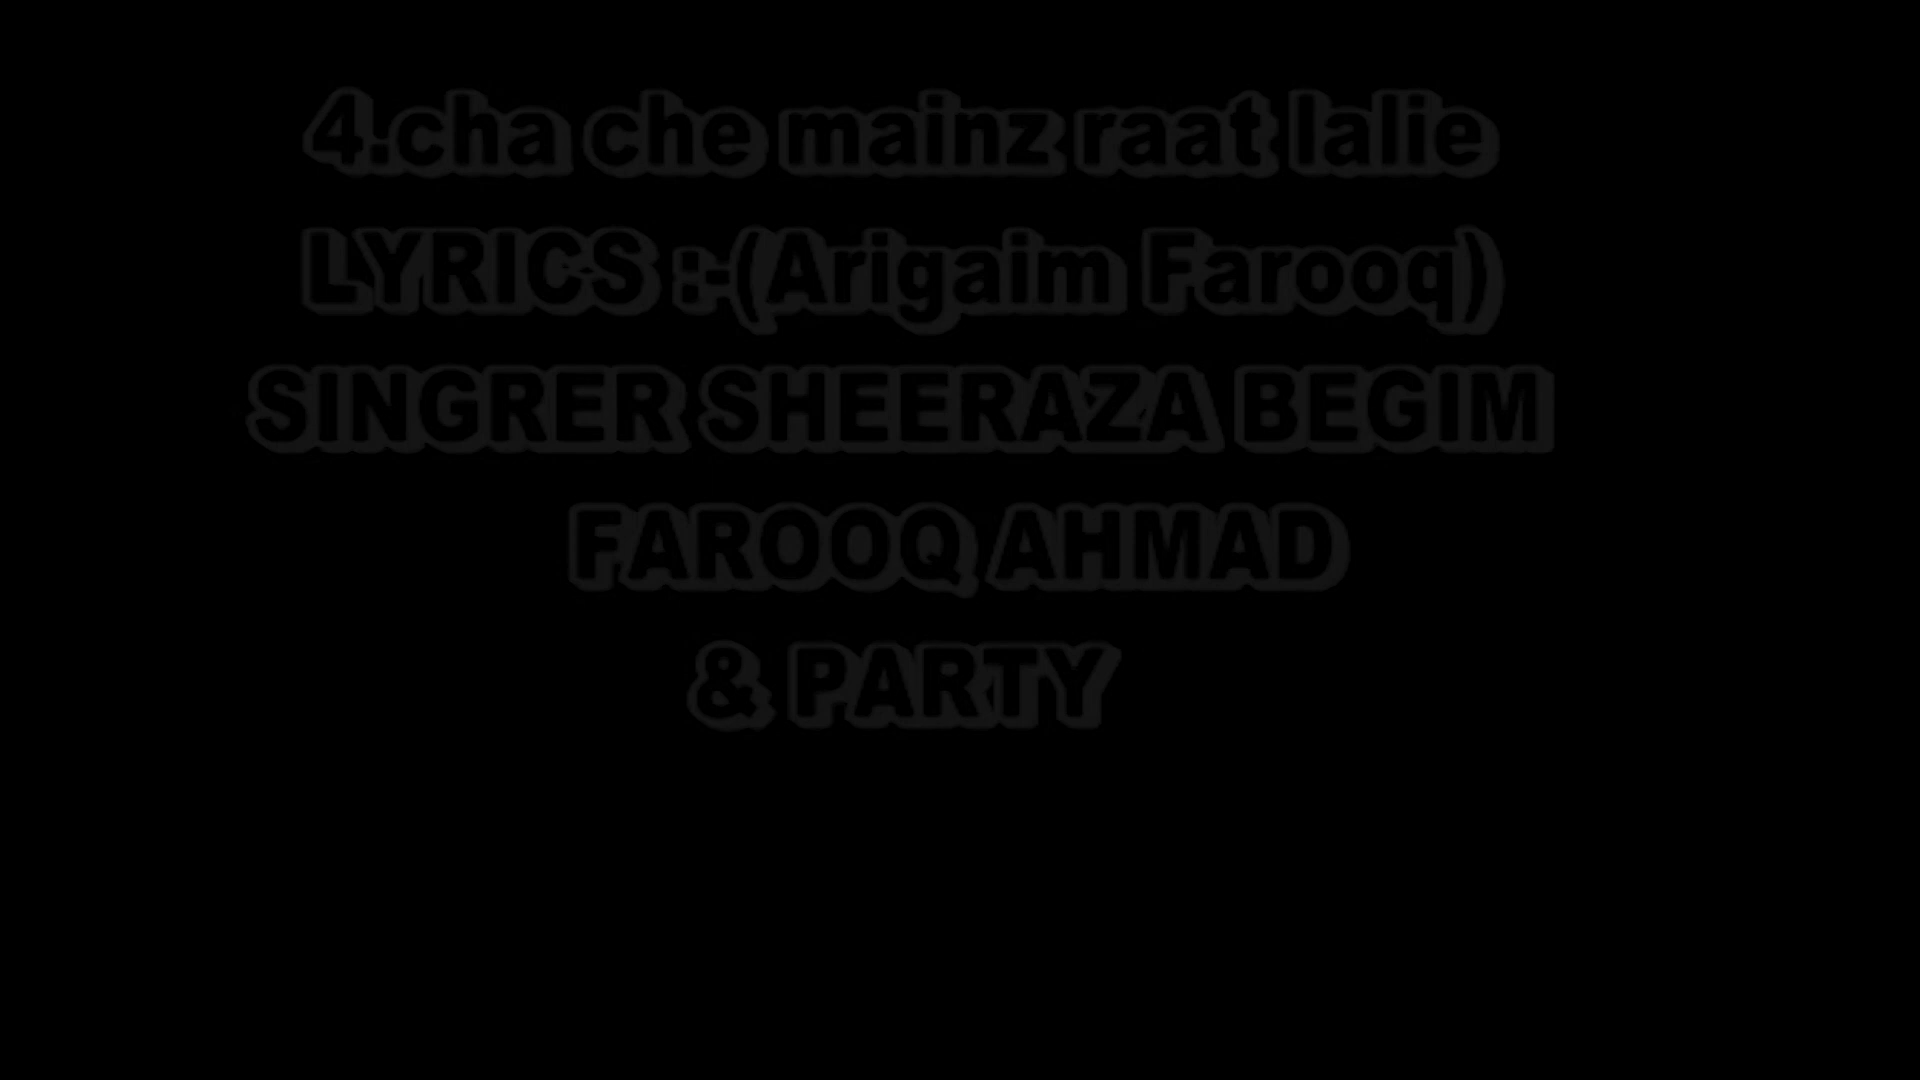 4.cha che mainz raat lalie
LYRICS :-(Arigaim Farooq)
SINGRER SHEERAZA BEGIM
FAROOQ AHMAD
& PARTY